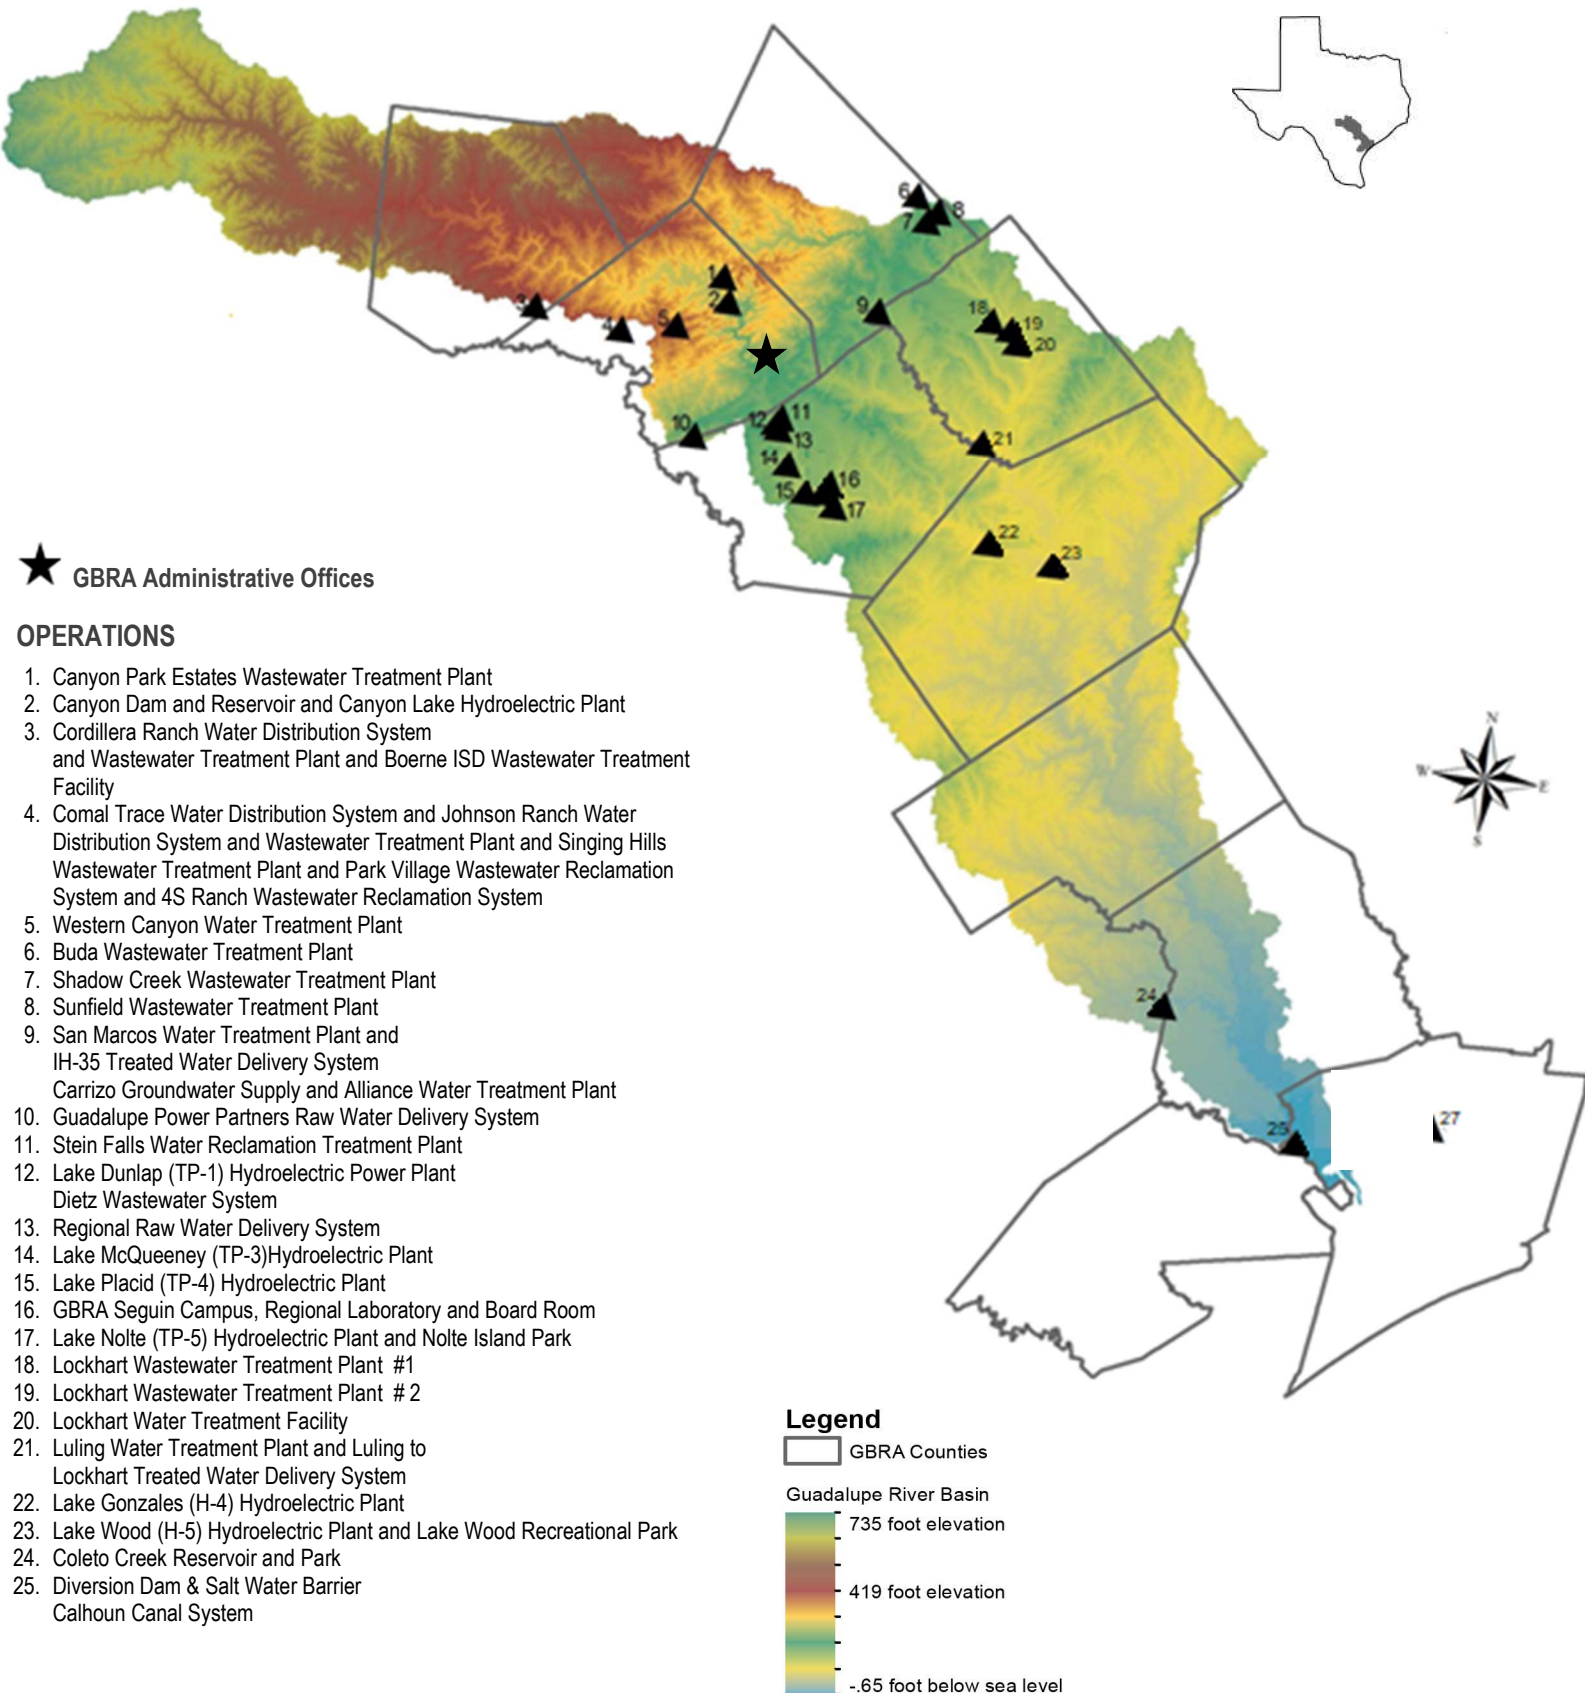 6
8
7
1
2
3
4
5
9
18
19
20
10
12
11
13
14
21
15
16
17
22
23
GBRA Administrative Offices
OPERATIONS
1. Canyon Park Estates Wastewater Treatment Plant
2. Canyon Dam and Reservoir and Canyon Lake Hydroelectric Plant
3. Cordillera Ranch Water Distribution System
and Wastewater Treatment Plant and Boerne ISD Wastewater Treatment
Facility
4. Comal Trace Water Distribution System and Johnson Ranch Water
Distribution System and Wastewater Treatment Plant and Singing Hills
Wastewater Treatment Plant and Park Village Wastewater Reclamation
System and 4S Ranch Wastewater Reclamation System
5. Western Canyon Water Treatment Plant
6. Buda Wastewater Treatment Plant
7. Shadow Creek Wastewater Treatment Plant
8. Sunfield Wastewater Treatment Plant
9. San Marcos Water Treatment Plant and
IH-35 Treated Water Delivery System
Carrizo Groundwater Supply and Alliance Water Treatment Plant
10. Guadalupe Power Partners Raw Water Delivery System
11. Stein Falls Water Reclamation Treatment Plant
12. Lake Dunlap (TP-1) Hydroelectric Power Plant
Dietz Wastewater System
13. Regional Raw Water Delivery System
14. Lake McQueeney (TP-3)Hydroelectric Plant
15. Lake Placid (TP-4) Hydroelectric Plant
16. GBRA Seguin Campus, Regional Laboratory and Board Room
17. Lake Nolte (TP-5) Hydroelectric Plant and Nolte Island Park
18. Lockhart Wastewater Treatment Plant #1
19. Lockhart Wastewater Treatment Plant # 2
20. Lockhart Water Treatment Facility
21. Luling Water Treatment Plant and Luling to
Lockhart Treated Water Delivery System
22. Lake Gonzales (H-4) Hydroelectric Plant
23. Lake Wood (H-5) Hydroelectric Plant and Lake Wood Recreational Park
24. Coleto Creek Reservoir and Park
25. Diversion Dam & Salt Water Barrier
Calhoun Canal System
N
W
E
S
24
25
27
Legend
GBRA Counties
Guadalupe River Basin
735 foot elevation
419 foot elevation
-.65 foot below sea level